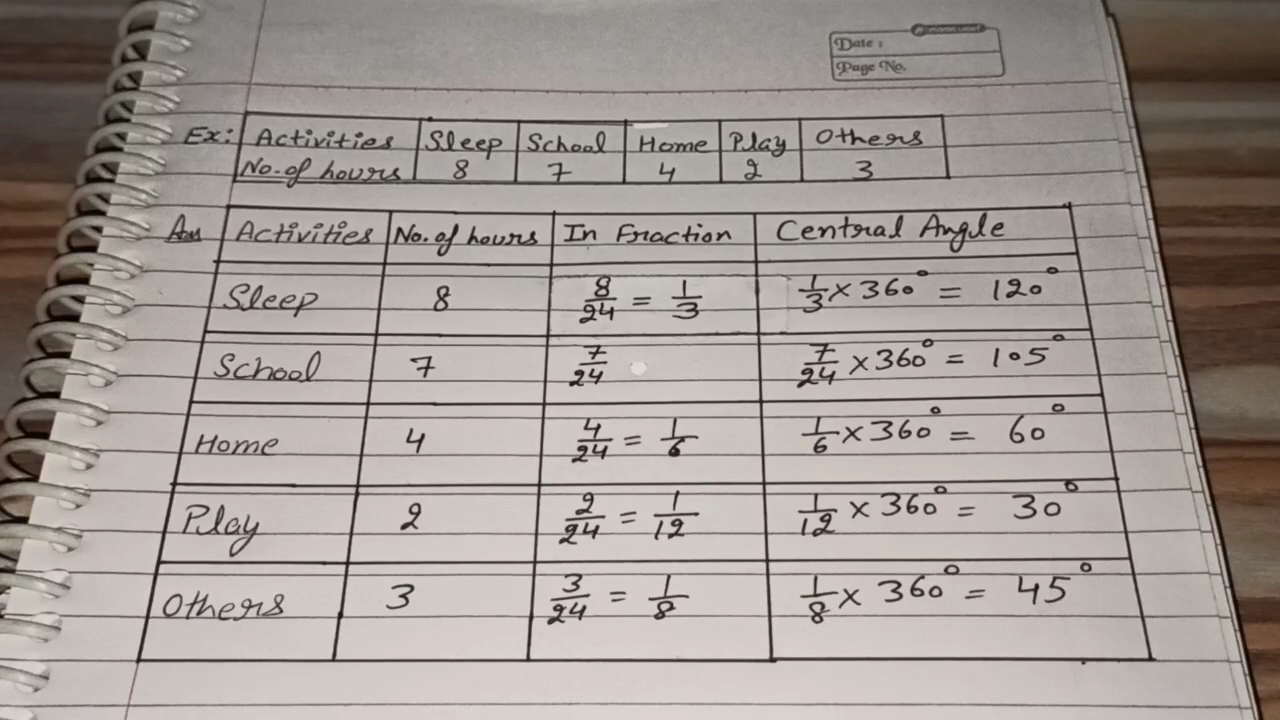 Date :
Page No.
Ex: Activities Sleep School Home Play Others
No. of hours 8 7 4 2 3
Ans Activities No. of hours In Fraction Central Angle
Sleep 8 8/24 = 1/3 1/3 × 360° = 120°
School 7 7/24 7/24 × 360° = 105°
Home 4 4/24 = 1/6 1/6 × 360° = 60°
Play 2 2/24 = 1/12 1/12 × 360° = 30°
Others 3 3/24 = 1/8 1/8 × 360° = 45°